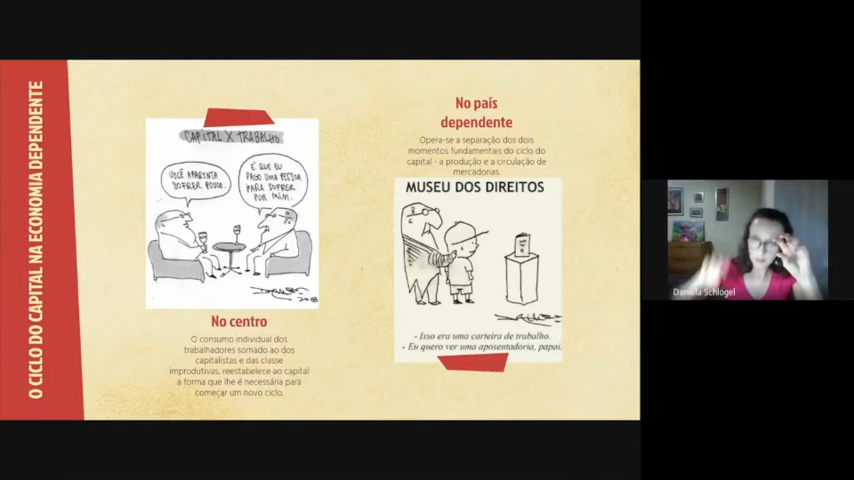 O CICLO DO CAPITAL NA ECONOMIA DEPENDENTE
CAPITAL X TRABALHO
VOCÊ APARENTA
SOFRER POUCO.
É QUE EU
PAGO UMA PESSOA
PARA SOFRER
POR MIM.
2018
No centro
O consumo individual dos
trabalhadores somado ao dos
capitalistas e das classe
improdutivas, reestabelece ao capital
a forma que lhe é necessária para
começar um novo ciclo.
No país
dependente
Opera-se a separação dos dois
momentos fundamentais do ciclo do
capital - a produção e a circulação de
mercadorias.
MUSEU DOS DIREITOS
- Isso era uma carteira de trabalho.
- Eu quero ver uma aposentadoria, papai.
Daniela Schlogel